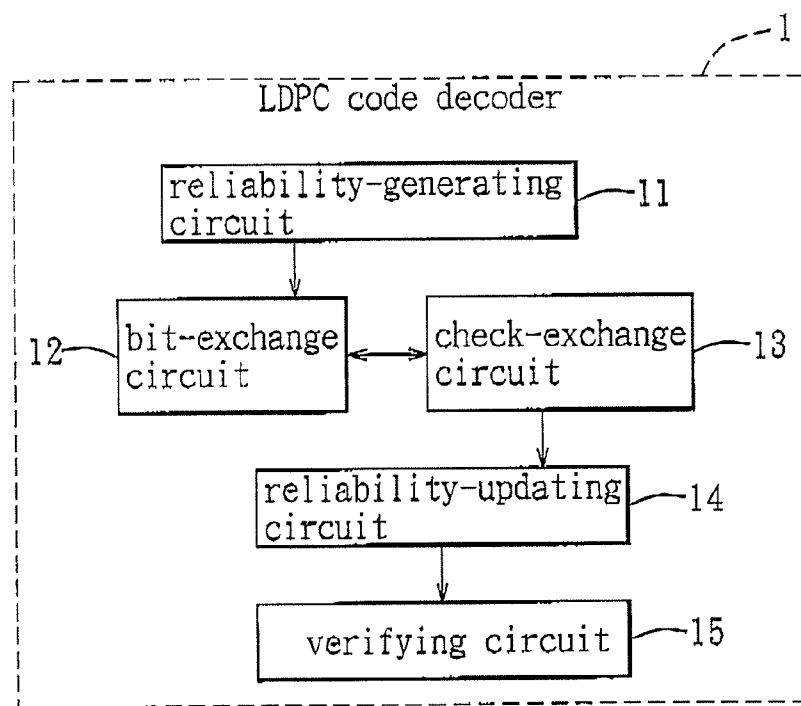 1
LDPC code decoder
reliability-generating
circuit
11
12
bit-exchange
circuit
check-exchange
circuit
13
reliability-updating
circuit
14
verifying circuit
15